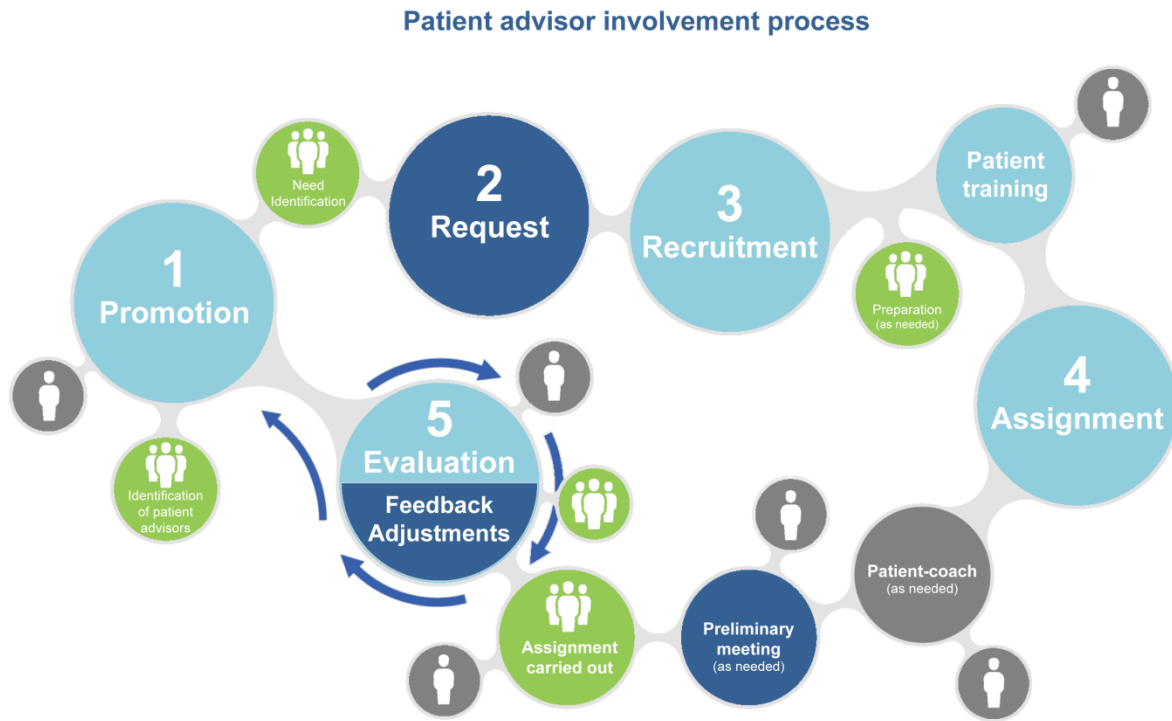 Patient advisor involvement process
1
Promotion
Need
Identification
2
Request
3
Recruitment
Patient
training
Preparation
(as needed)
4
Assignment
Patient-coach
(as needed)
Preliminary
meeting
(as needed)
Assignment
carried out
5
Evaluation
Feedback
Adjustments
Identification
of patient
advisors